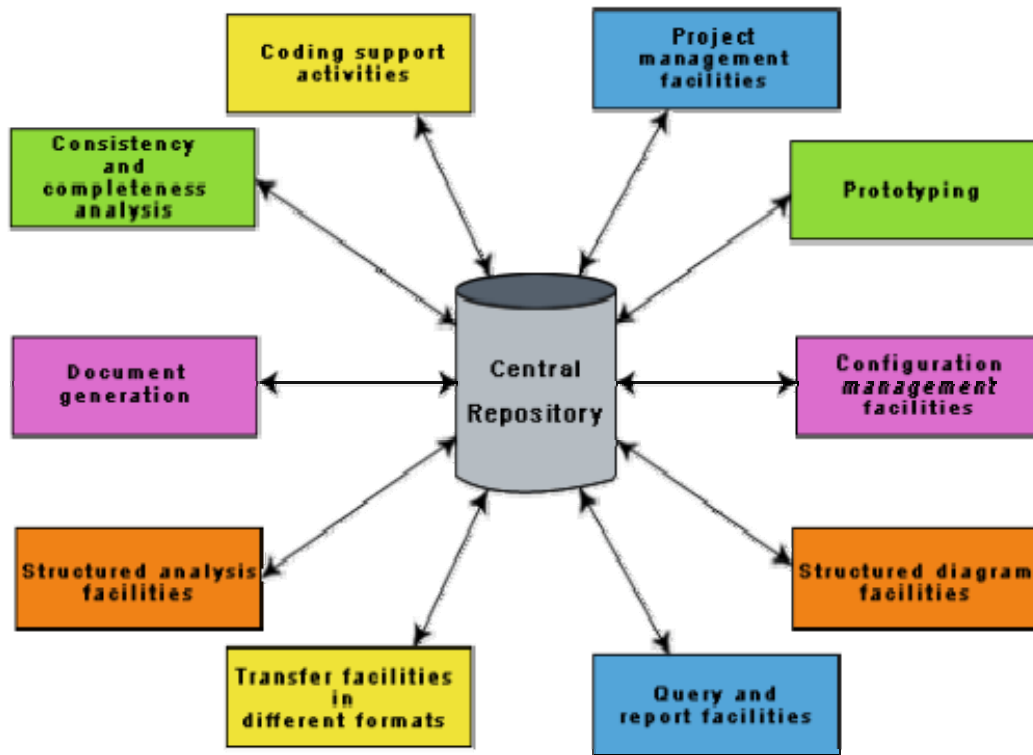 Coding support
activities
Project
management
facilities
Consistency
and
completeness
analysis
Prototyping
Document
generation
Central
Repository
Configuration
management
facilities
Structured analysis
facilities
Structured diagram
facilities
Transfer facilities
in
different formats
Query and
report facilities